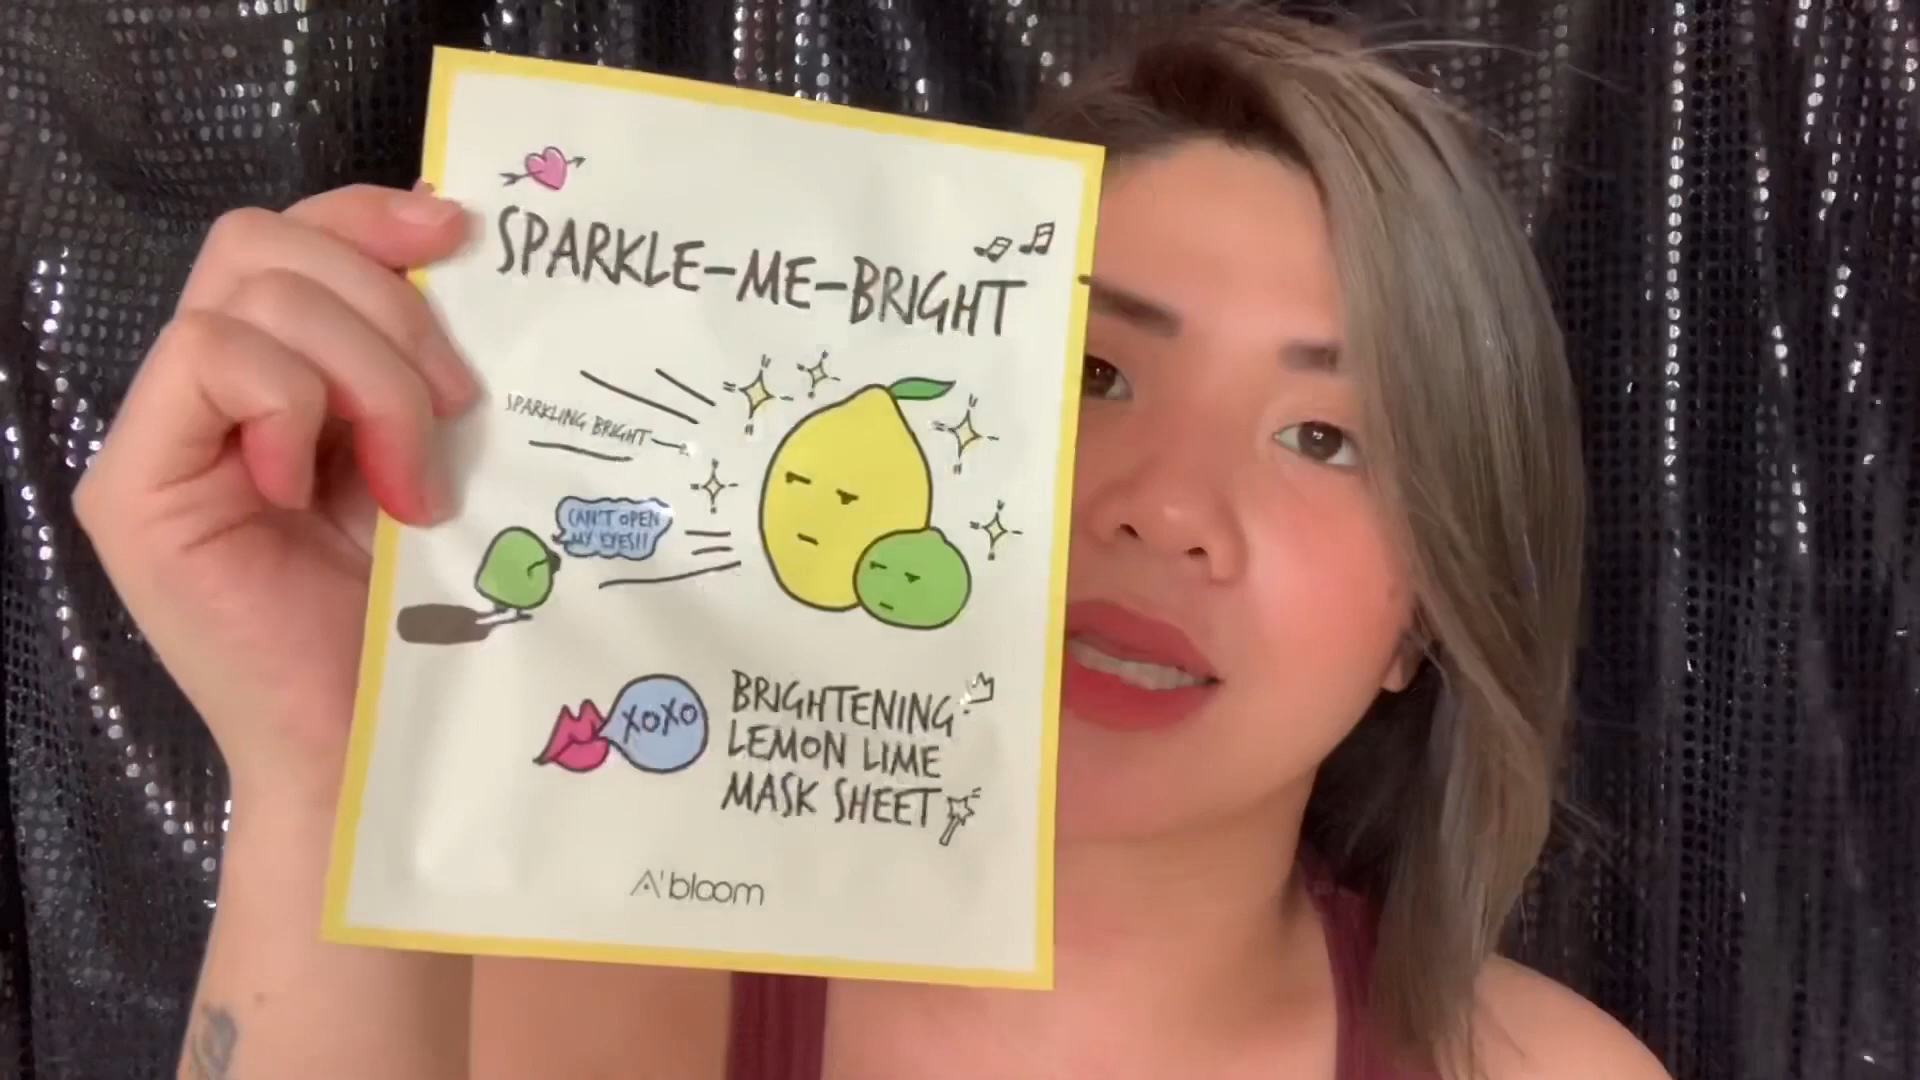 SPARKLE-ME-BRIGHT
SPARKLING BRIGHT
CAN'T OPEN
MY EYES!!
XOXO
BRIGHTENING
LEMON LIME
MASK SHEET
A'bloom